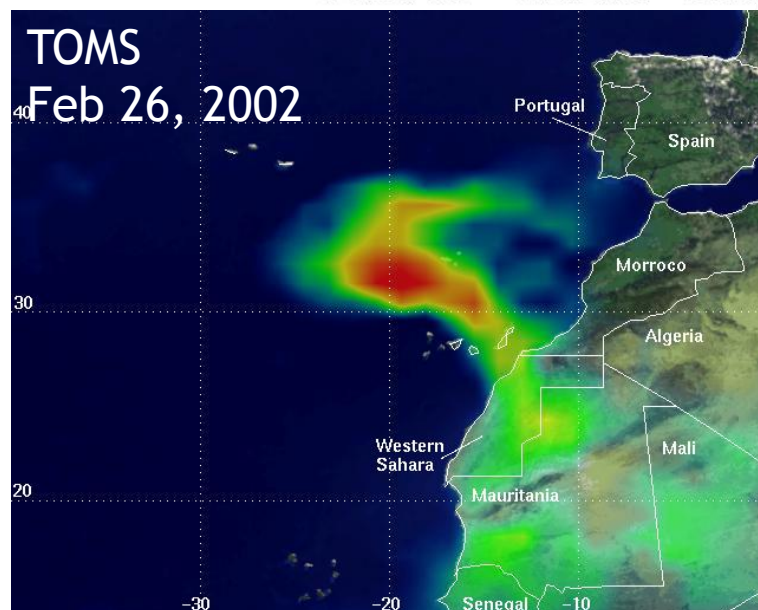 TOMS
Feb 26, 2002
40
Portugal
Spain
Morroco
30
Algeria
Western
Sahara
Mali
20
Mauritania
−30
−20
−10
Senegal